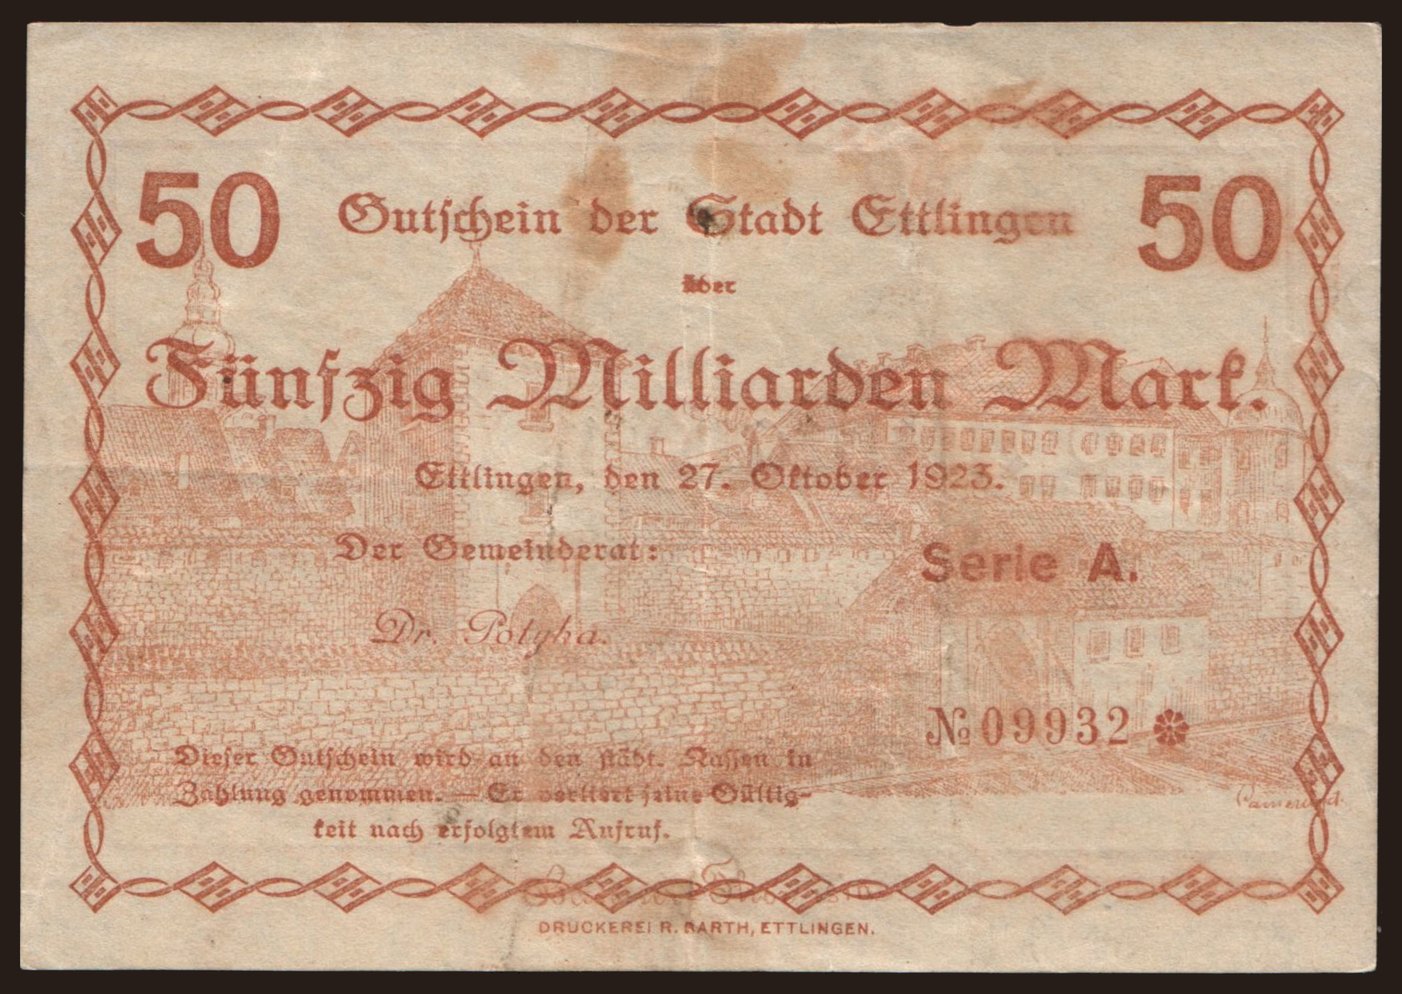 50 Gutschein der Stadt Ettlingen 50
über
Fünfzig Milliarden Mark.
Ettlingen, den 27. Oktober 1923.
Der Gemeinderat:
Serie A.
Dr. Potyka.
№ 09932
Dieser Gutschein wird an den städt. Kassen in
Zahlung genommen. — Er verliert seine Gültig-
keit nach erfolgtem Aufruf.
DRUCKEREI R. BARTH, ETTLINGEN.